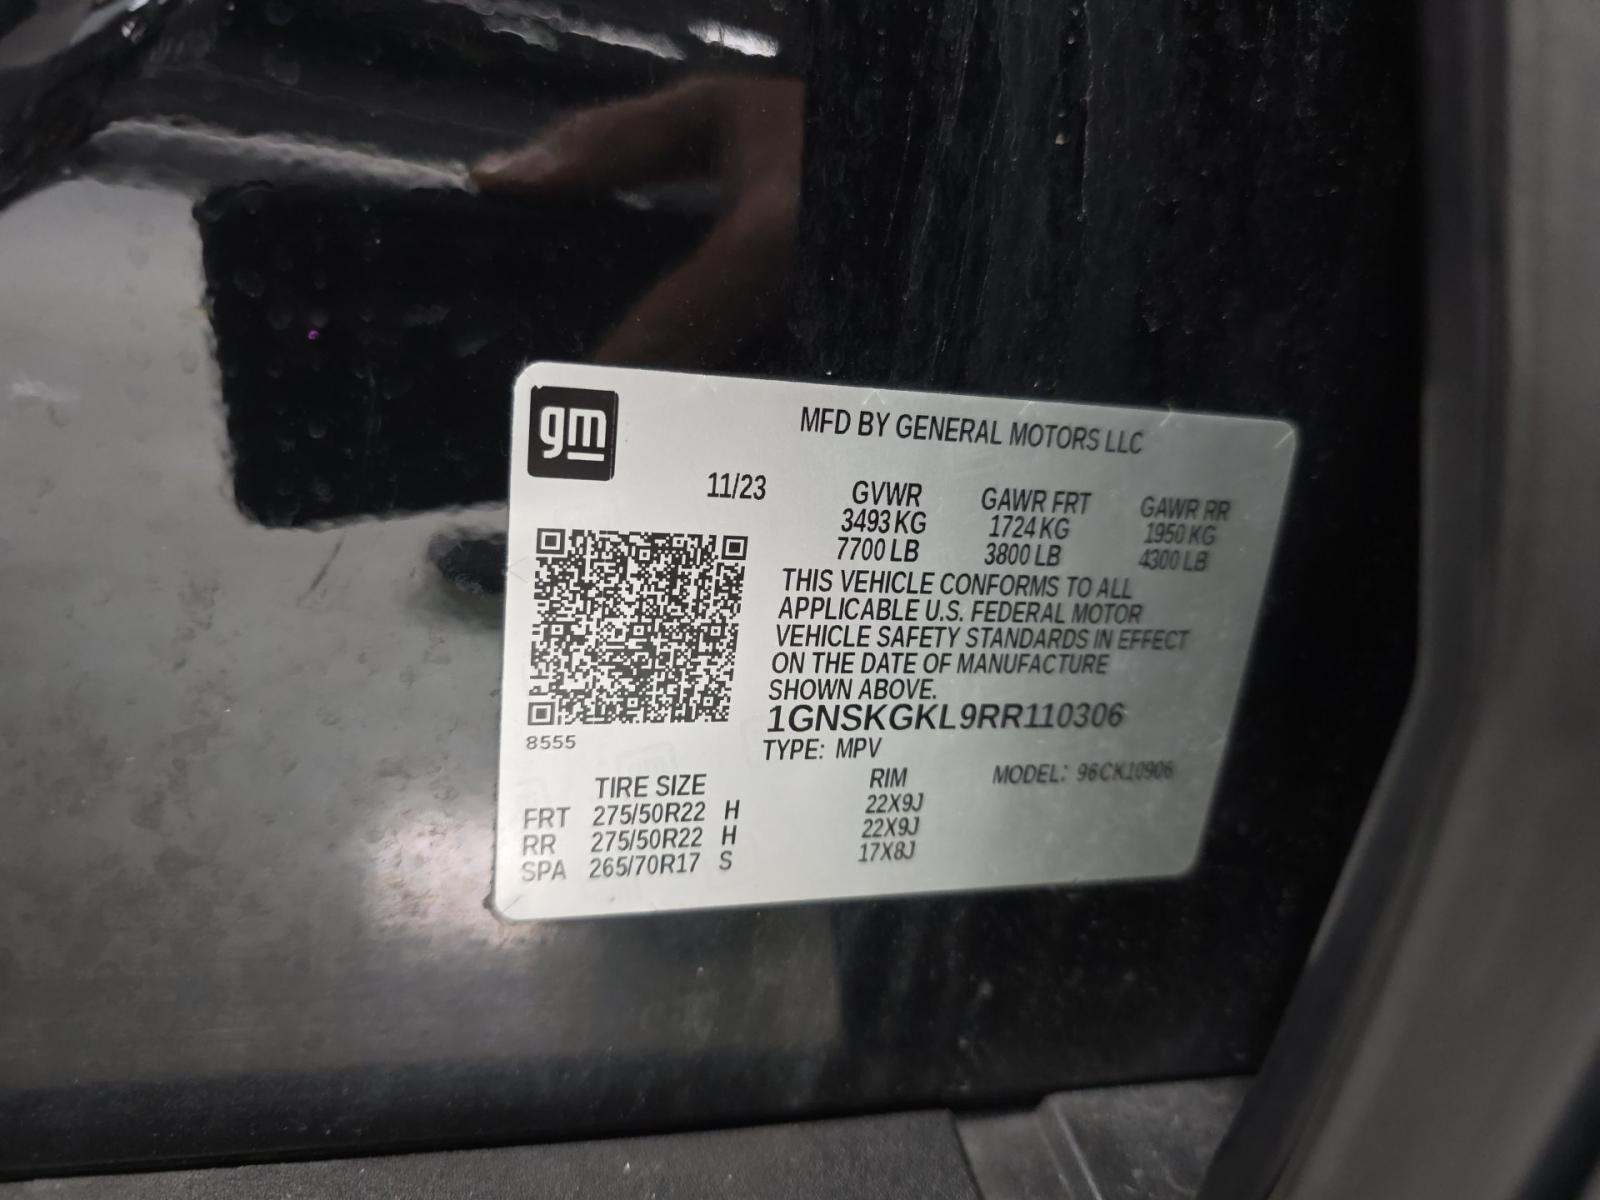 gm
MFD BY GENERAL MOTORS LLC
11/23 GVWR GAWR FRT GAWR RR
3493 KG 1724 KG 1950 KG
7700 LB 3800 LB 4300 LB
THIS VEHICLE CONFORMS TO ALL
APPLICABLE U.S. FEDERAL MOTOR
VEHICLE SAFETY STANDARDS IN EFFECT
ON THE DATE OF MANUFACTURE
SHOWN ABOVE.
1GNSKGKL9RR110306
8555
TYPE: MPV
TIRE SIZE RIM MODEL: 96CK10906
FRT 275/50R22 H 22X9J
RR 275/50R22 H 22X9J
SPA 265/70R17 S 17X8J